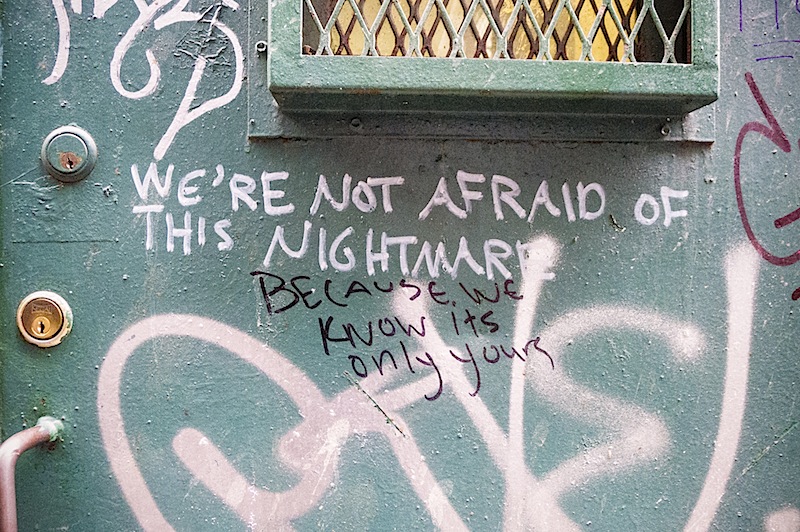 WE'RE NOT AFRAID OF
THIS NIGHTMARE
BECAUSE WE
KNOW its
only yours